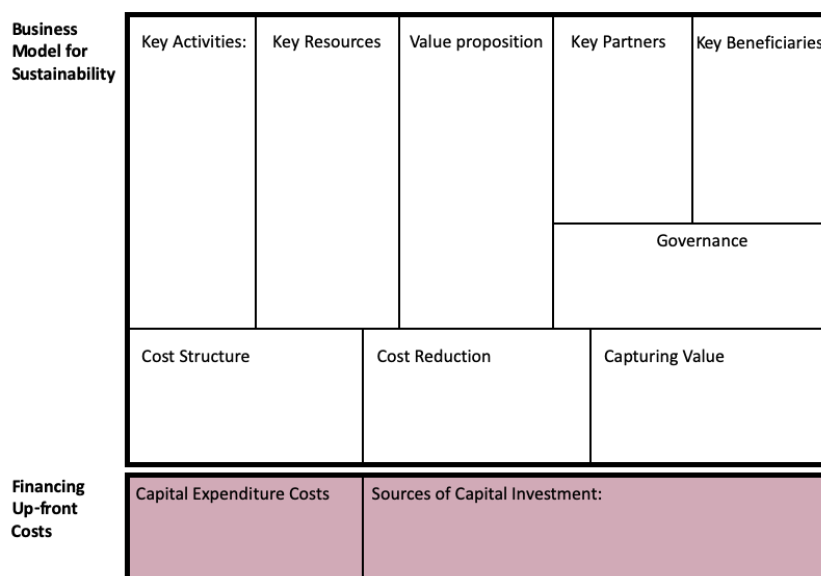 Business
Model for
Sustainability
Key Activities:
Key Resources
Value proposition
Key Partners
Key Beneficiaries
Governance
Cost Structure
Cost Reduction
Capturing Value
Financing
Up-front
Costs
Capital Expenditure Costs
Sources of Capital Investment: